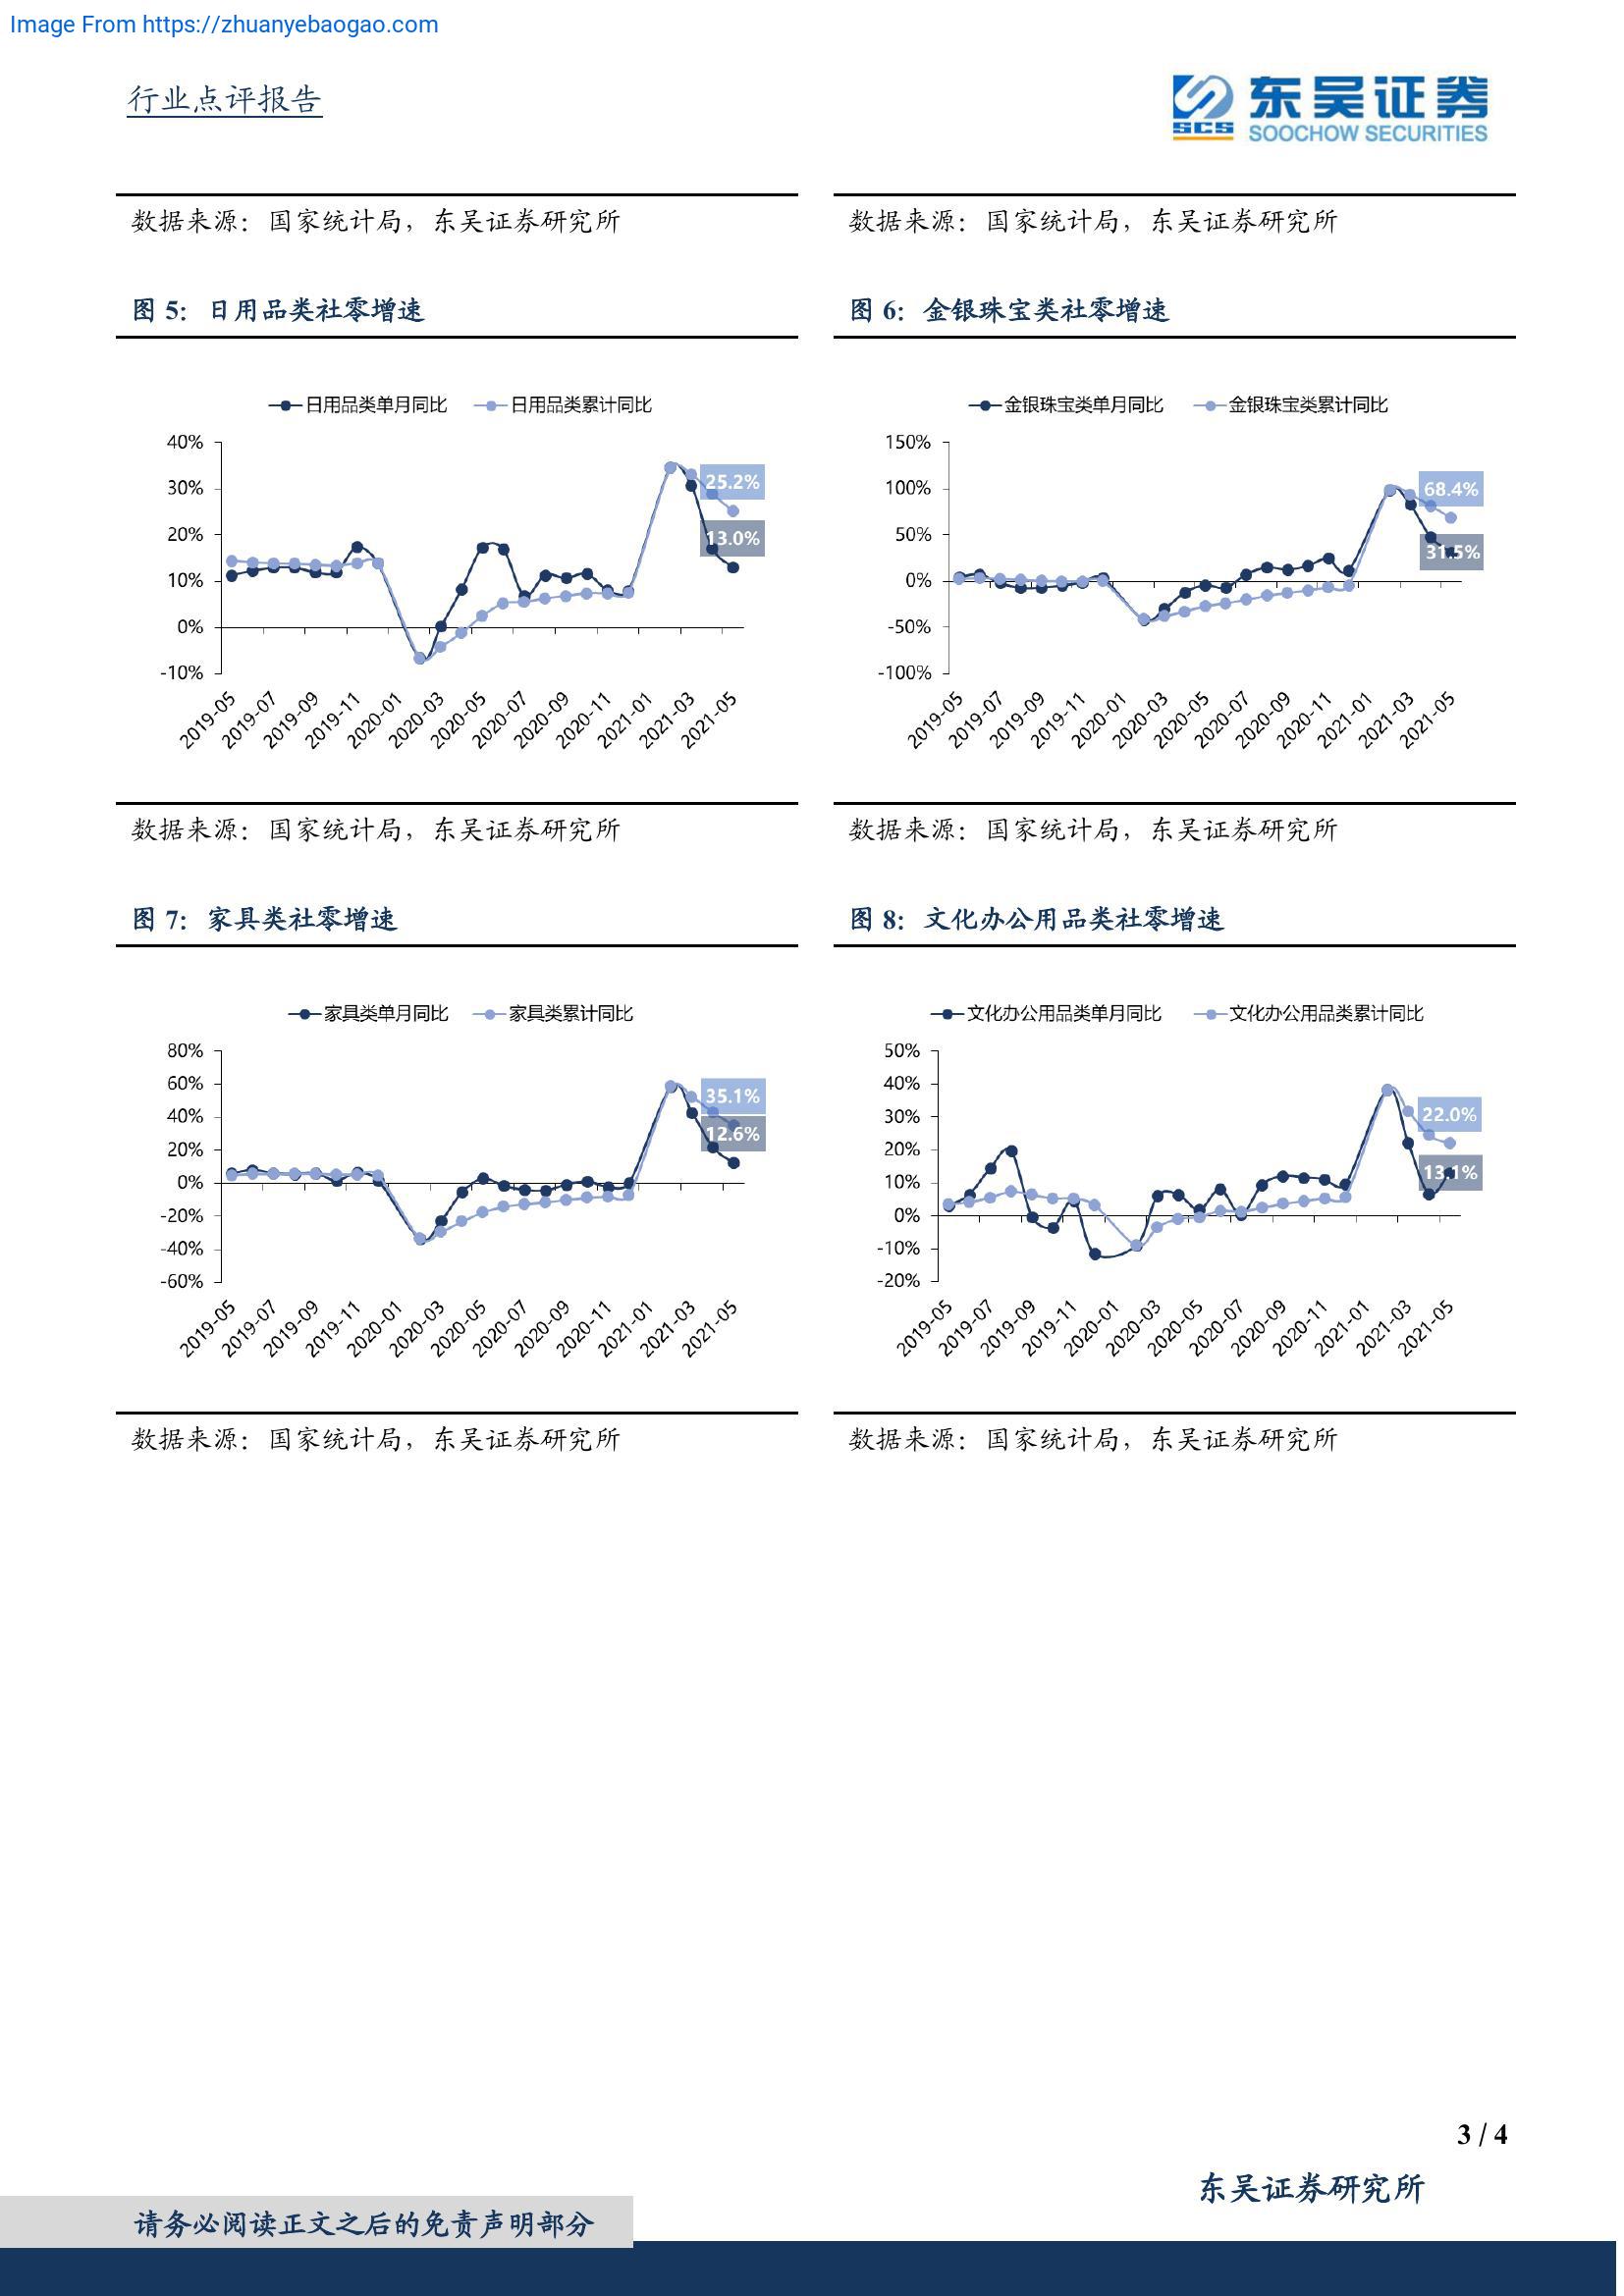 Image From https://zhuanyebaogao.com
行业点评报告
SCS
东吴证券
SOOCHOW SECURITIES
数据来源：国家统计局，东吴证券研究所
数据来源：国家统计局，东吴证券研究所
图 5：日用品类社零增速
日用品类单月同比 日用品类累计同比
40%
30%
20%
10%
0%
-10%
25.2%
13.0%
2019-05 2019-07 2019-09 2019-11 2020-01 2020-03 2020-05 2020-07 2020-09 2020-11 2021-01 2021-03 2021-05
图 6：金银珠宝类社零增速
金银珠宝类单月同比 金银珠宝类累计同比
150%
100%
50%
0%
-50%
-100%
68.4%
31.5%
2019-05 2019-07 2019-09 2019-11 2020-01 2020-03 2020-05 2020-07 2020-09 2020-11 2021-01 2021-03 2021-05
数据来源：国家统计局，东吴证券研究所
数据来源：国家统计局，东吴证券研究所
图 7：家具类社零增速
家具类单月同比 家具类累计同比
80%
60%
40%
20%
0%
-20%
-40%
-60%
35.1%
12.6%
2019-05 2019-07 2019-09 2019-11 2020-01 2020-03 2020-05 2020-07 2020-09 2020-11 2021-01 2021-03 2021-05
图 8：文化办公用品类社零增速
文化办公用品类单月同比 文化办公用品类累计同比
50%
40%
30%
20%
10%
0%
-10%
-20%
22.0%
13.1%
2019-05 2019-07 2019-09 2019-11 2020-01 2020-03 2020-05 2020-07 2020-09 2020-11 2021-01 2021-03 2021-05
数据来源：国家统计局，东吴证券研究所
数据来源：国家统计局，东吴证券研究所
3 / 4
东吴证券研究所
请务必阅读正文之后的免责声明部分